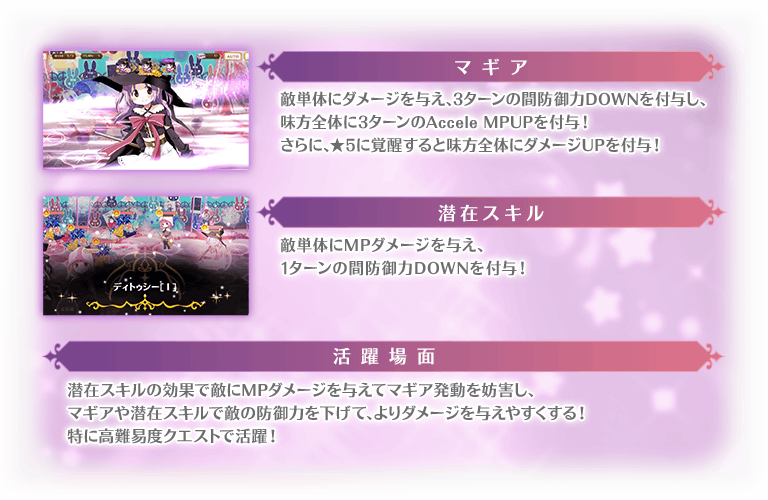 マギア
敵単体にダメージを与え、3ターンの間防御力DOWNを付与し、
味方全体に3ターンのAccele MPUPを付与！
さらに、★5に覚醒すると味方全体にダメージUPを付与！
AUTO
潜在スキル
敵単体にMPダメージを与え、
1ターンの間防御力DOWNを付与！
ディトゥシー[Ⅰ]
活躍場面
潜在スキルの効果で敵にMPダメージを与えてマギア発動を妨害し、
マギアや潜在スキルで敵の防御力を下げて、よりダメージを与えやすくする！
特に高難易度クエストで活躍！